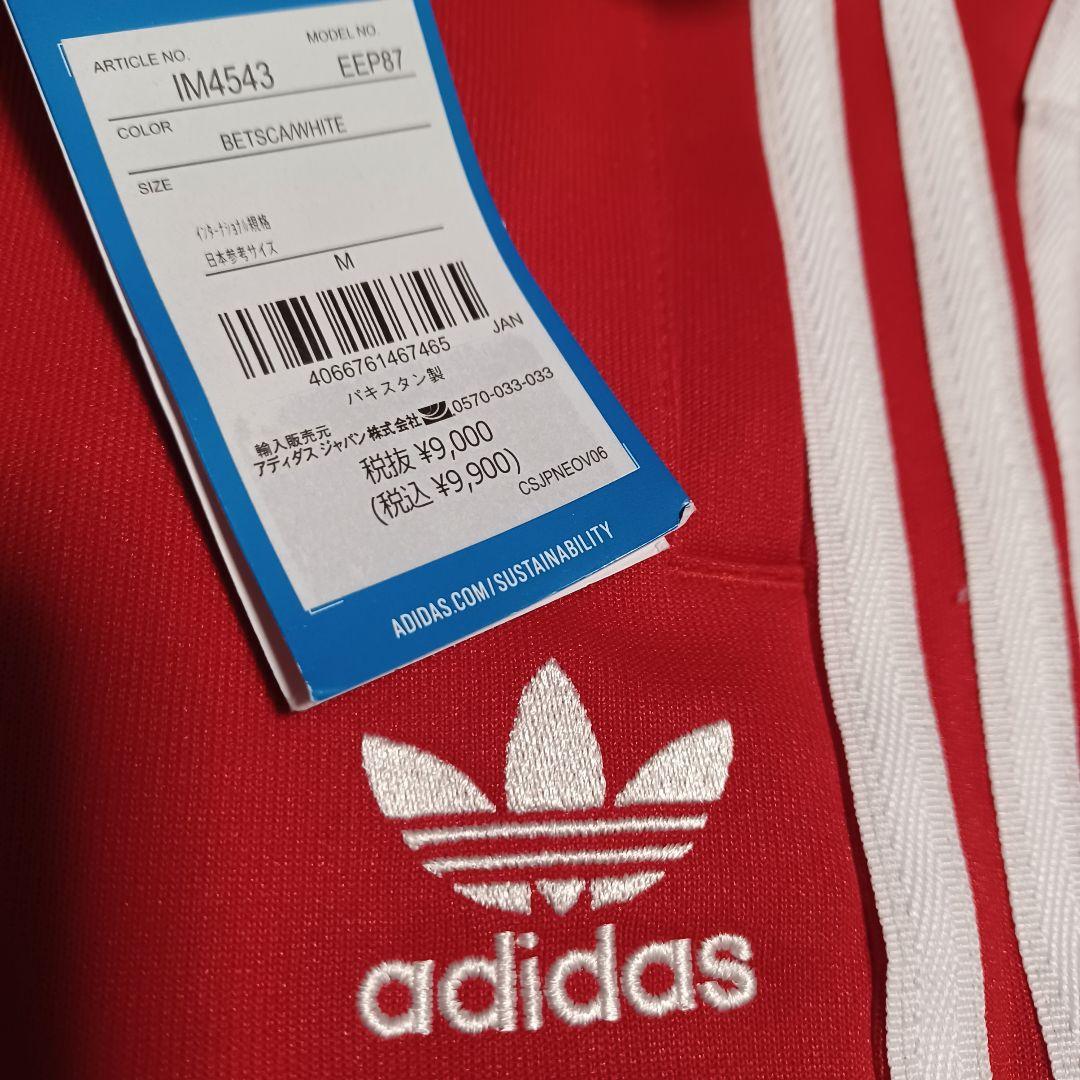 ARTICLE NO.
MODEL NO.
IM4543
EEP87
COLOR
BETSCA/WHITE
SIZE
インターナショナル規格
日本参考サイズ
M
4066761467465
JAN
パキスタン製
輸入販売元
アディダス ジャパン株式会社 0570-033-033
税抜 ¥9,000
(税込 ¥9,900)
CSJPNEOV06
ADIDAS.COM/SUSTAINABILITY
adidas